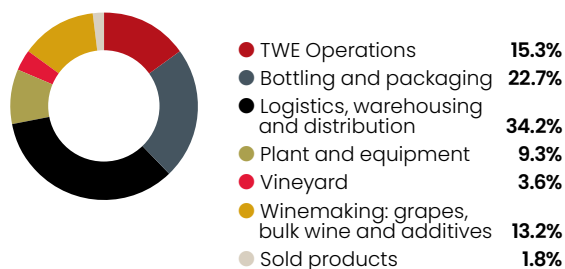 TWE Operations 15.3%
Bottling and packaging 22.7%
Logistics, warehousing
and distribution 34.2%
Plant and equipment 9.3%
Vineyard 3.6%
Winemaking: grapes,
bulk wine and additives 13.2%
Sold products 1.8%